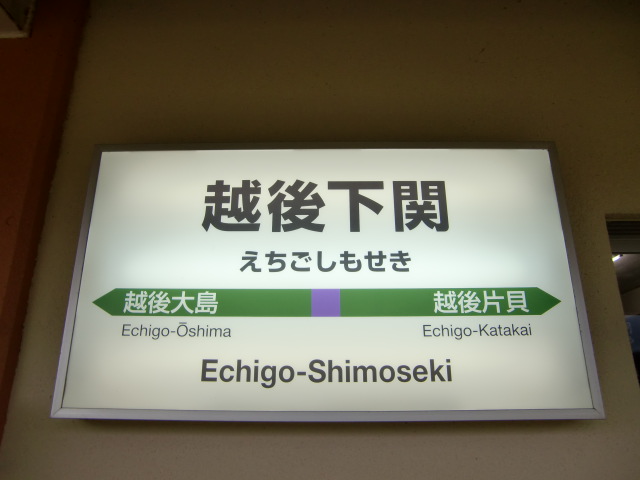 越後下関
えちごしもせき
越後大島 越後片貝
Echigo-Ōshima Echigo-Katakai
Echigo-Shimoseki